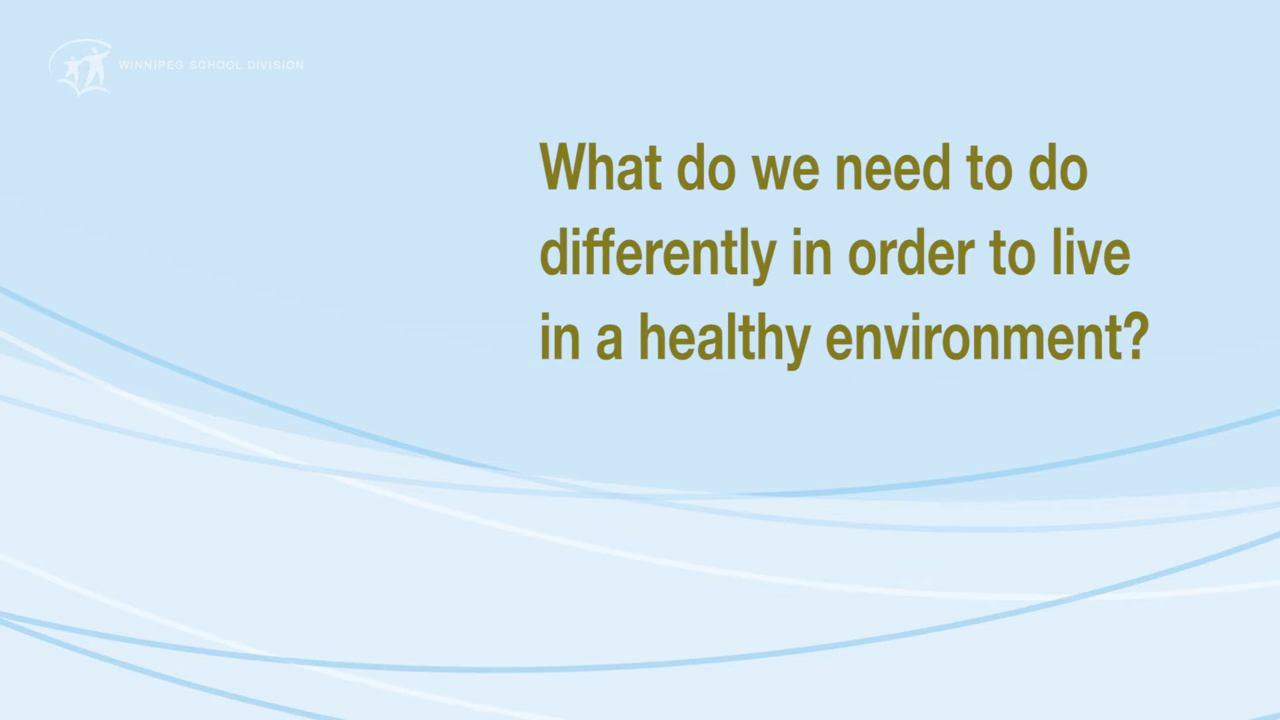 WINNIPEG SCHOOL DIVISION
What do we need to do
differently in order to live
in a healthy environment?